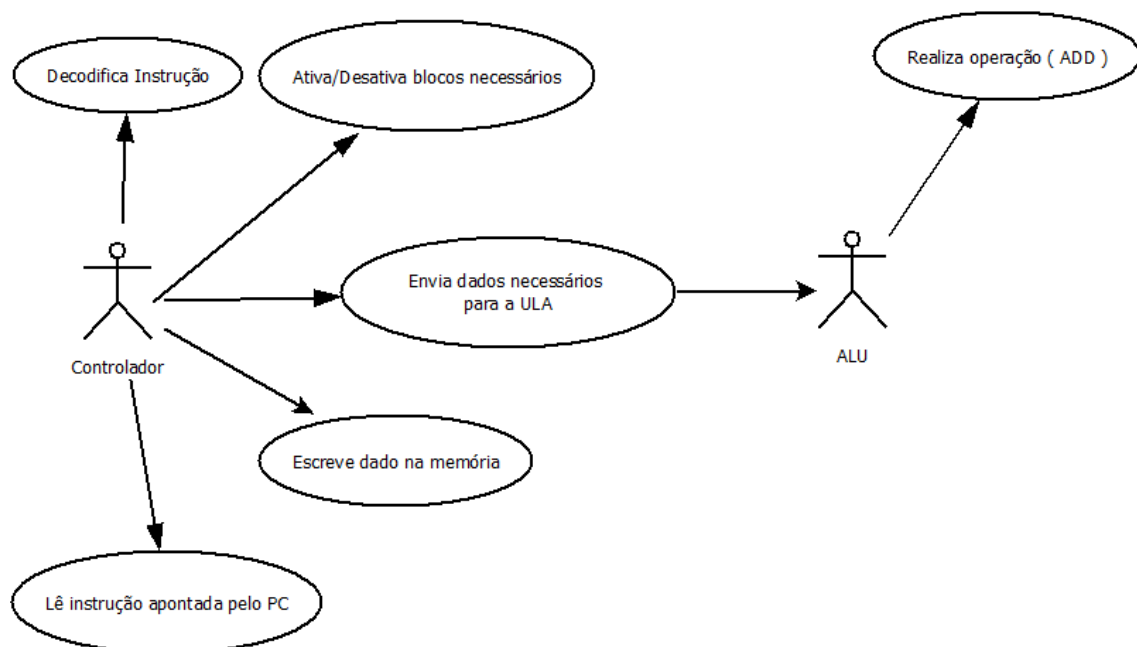 Decodifica Instrução
Ativa/Desativa blocos necessários
Realiza operação ( ADD )
Envia dados necessários
para a ULA
Controlador
ALU
Escreve dado na memória
Lê instrução apontada pelo PC